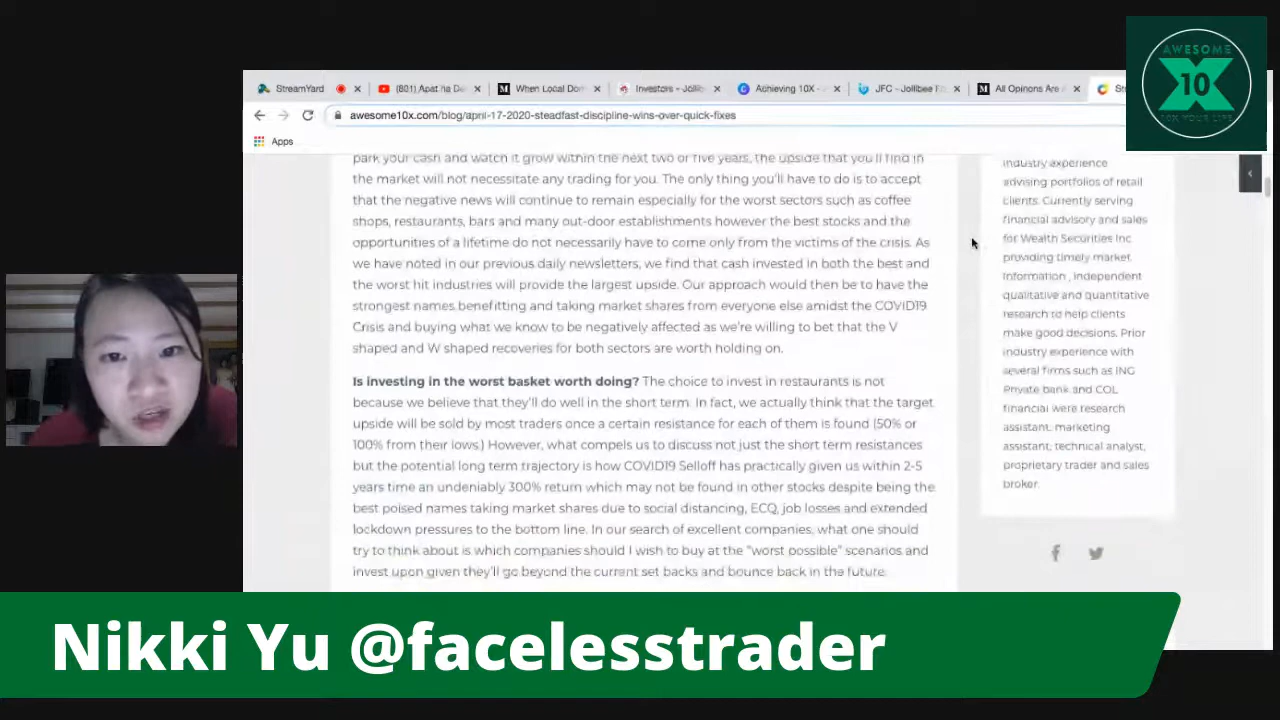 AWESOME
10
X
10X YOUR LIFE
StreamYard
(801) Apat na De
When Local Dom
Investors - Jollib
Achieving 10X -
JFC - Jollibee Fo
All Opinons Are
awesome10x.com/blog/april-17-2020-steadfast-discipline-wins-over-quick-fixes
Apps
park your cash and watch it grow within the next two or five years, the upside that you'll find in
the market will not necessitate any trading for you. The only thing you'll have to do is to accept
that the negative news will continue to remain especially for the worst sectors such as coffee
shops, restaurants, bars and many out-door establishments however the best stocks and the
opportunities of a lifetime do not necessarily have to come only from the victims of the crisis. As
we have noted in our previous daily newsletters, we find that cash invested in both the best and
the worst hit industries will provide the largest upside. Our approach would then be to have the
strongest names benefitting and taking market shares from everyone else amidst the COVID19
Crisis and buying what we know to be negatively affected as we're willing to bet that the V
shaped and W shaped recoveries for both sectors are worth holding on.
Is investing in the worst basket worth doing? The choice to invest in restaurants is not
because we believe that they'll do well in the short term. In fact, we actually think that the target
upside will be sold by most traders once a certain resistance for each of them is found (50% or
100% from their lows.) However, what compels us to discuss not just the short term resistances
but the potential long term trajectory is how COVID19 Selloff has practically given us within 2-5
years time an undeniably 300% return which may not be found in other stocks despite being the
best poised names taking market shares due to social distancing, ECQ, job losses and extended
lockdown pressures to the bottom line. In our search of excellent companies, what one should
try to think about is which companies should I wish to buy at the "worst possible" scenarios and
invest upon given they'll go beyond the current set backs and bounce back in the future.
industry experience
advising portfolios of retail
clients. Currently serving
financial advisory and sales
for Wealth Securities Inc
providing timely market
Information , independent
qualitative and quantitative
research to help clients
make good decisions. Prior
industry experience with
several firms such as ING
Private bank and COL
financial were research
assistant, marketing
assistant, technical analyst,
proprietary trader and sales
broker.
Nikki Yu @facelesstrader